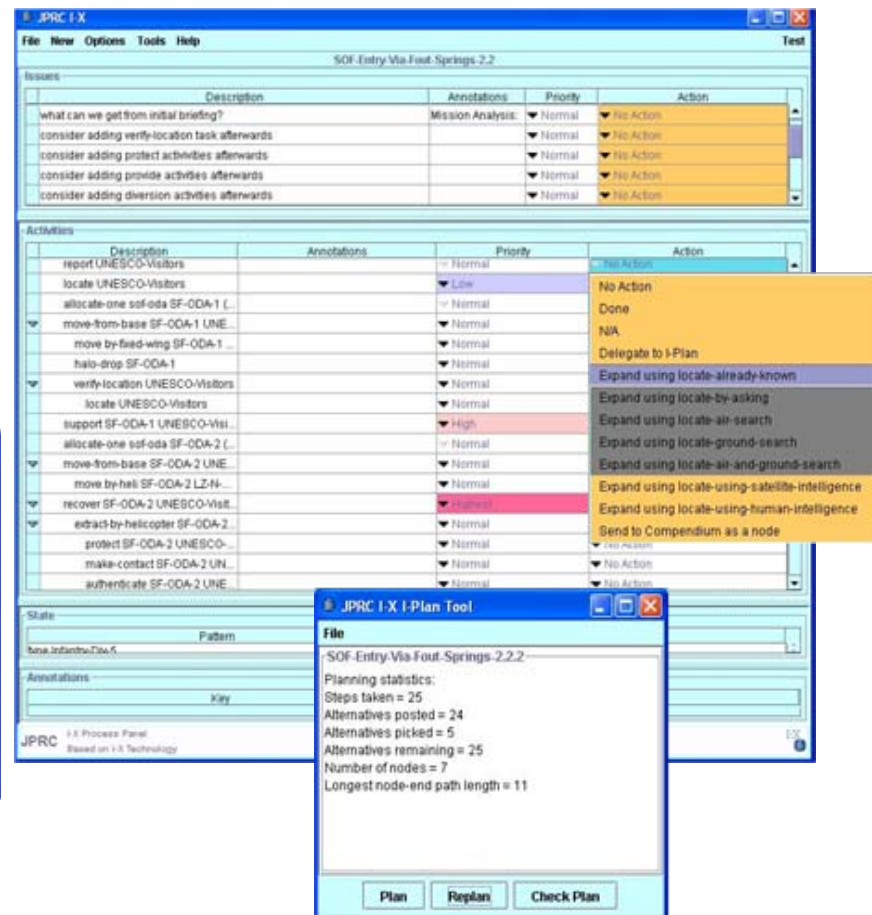 JPRC I-X
File New Options Tools Help Test
SOF-Entry-Via-Fout-Springs-2.2
Issues
Description Annotations Priority Action
what can we get from initial briefing? Mission Analysis: Normal No Action
consider adding verify-location task afterwards Normal No Action
consider adding protect activities afterwards Normal No Action
consider adding provide activities afterwards Normal No Action
consider adding diversion activities afterwards Normal No Action
Activities
Description Annotations Priority Action
report UNESCO-Visitors Normal No Action
locate UNESCO-Visitors Low
allocate-one sof-oda SF-ODA-1 (... Normal
move-from-base SF-ODA-1 UNE... Normal
move by-fixed-wing SF-ODA-1 ... Normal
halo-drop SF-ODA-1 Normal
verify-location UNESCO-Visitors Normal
locate UNESCO-Visitors Normal
support SF-ODA-1 UNESCO-Visi... High
allocate-one sof-oda SF-ODA-2 (... Normal
move-from-base SF-ODA-2 UNE... Normal
move by-heli SF-ODA-2 LZ-N-... Normal
recover SF-ODA-2 UNESCO-Visit... Highest
extract-by-helicopter SF-ODA-2... Normal
protect SF-ODA-2 UNESCO-... Normal No Action
make-contact SF-ODA-2 UN... Normal No Action
authenticate SF-ODA-2 UNE... Normal No Action
No Action
Done
N/A
Delegate to I-Plan
Expand using locate-already-known
Expand using locate-by-asking
Expand using locate-air-search
Expand using locate-ground-search
Expand using locate-air-and-ground-search
Expand using locate-using-satellite-intelligence
Expand using locate-using-human-intelligence
Send to Compendium as a node
State
Pattern
type Infantry-Div-5
Annotations
Key
JPRC I-X Process Panel
Based on I-X Technology
I-X
JPRC I-X I-Plan Tool
File
SOF-Entry-Via-Fout-Springs-2.2.2
Planning statistics:
Steps taken = 25
Alternatives posted = 24
Alternatives picked = 5
Alternatives remaining = 25
Number of nodes = 7
Longest node-end path length = 11
Plan Replan Check Plan